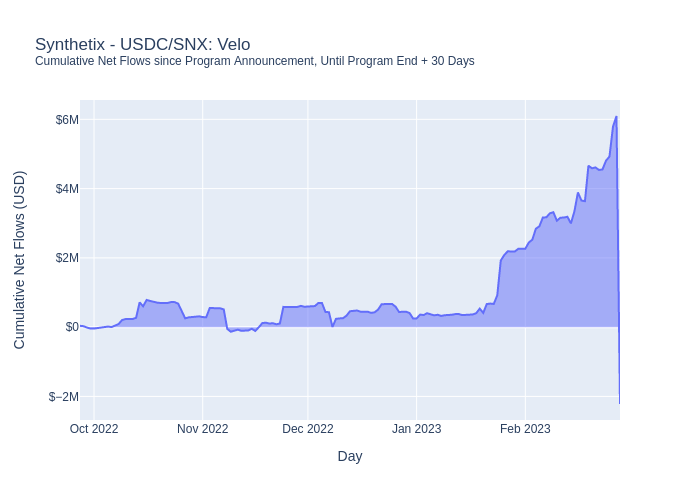 Synthetix - USDC/SNX: Velo
Cumulative Net Flows since Program Announcement, Until Program End + 30 Days
Cumulative Net Flows (USD)
$6M
$4M
$2M
$0
$−2M
Oct 2022
Nov 2022
Dec 2022
Jan 2023
Feb 2023
Day